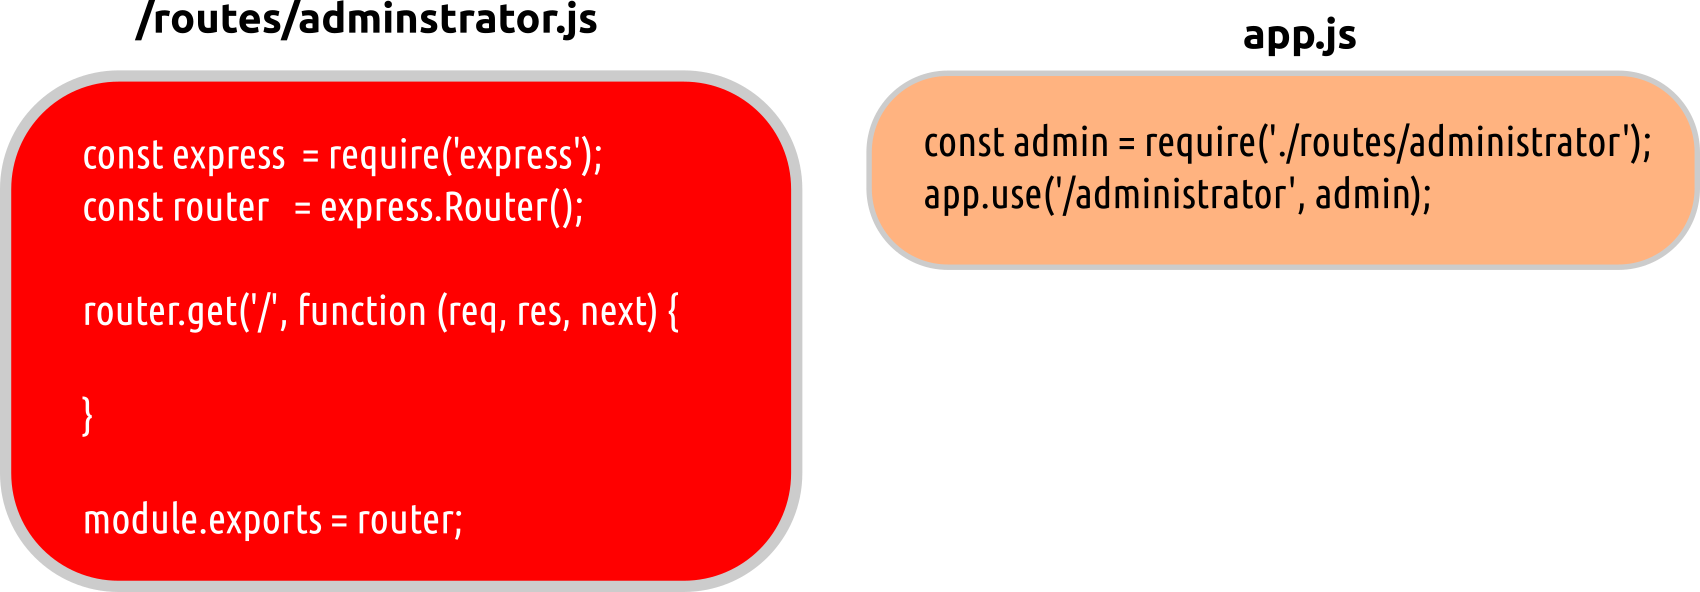 /routes/adminstrator.js
const express  = require('express');
const router   = express.Router();
router.get('/', function (req, res, next) {
}
module.exports = router;
app.js
const admin = require('./routes/administrator');
app.use('/administrator', admin);